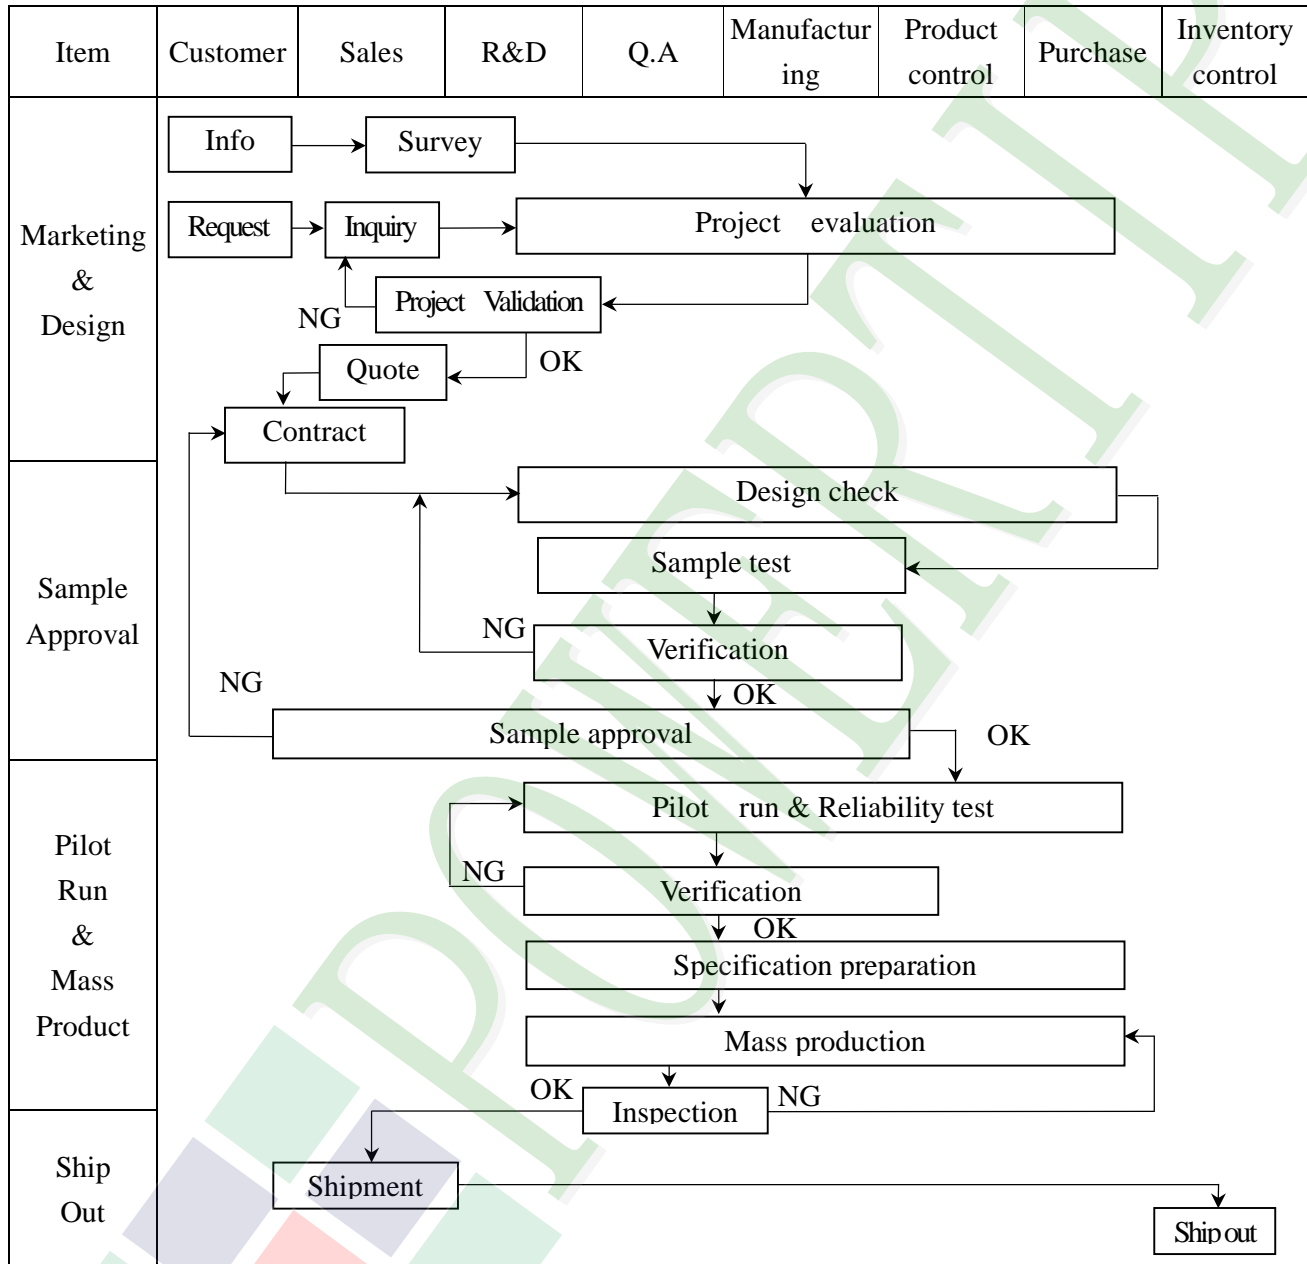 Item
Customer
Sales
R&D
Q.A
Manufactur
ing
Product
control
Purchase
Inventory
control
Marketing
&
Design
Info
Survey
Request
Inquiry
Project evaluation
Project Validation
NG
OK
Quote
Contract
Sample
Approval
Design check
Sample test
NG
Verification
NG
OK
Sample approval
OK
Pilot
Run
&
Mass
Product
Pilot run & Reliability test
NG
Verification
OK
Specification preparation
Mass production
OK
Inspection
NG
Ship
Out
Shipment
Ship out
POWERTIP